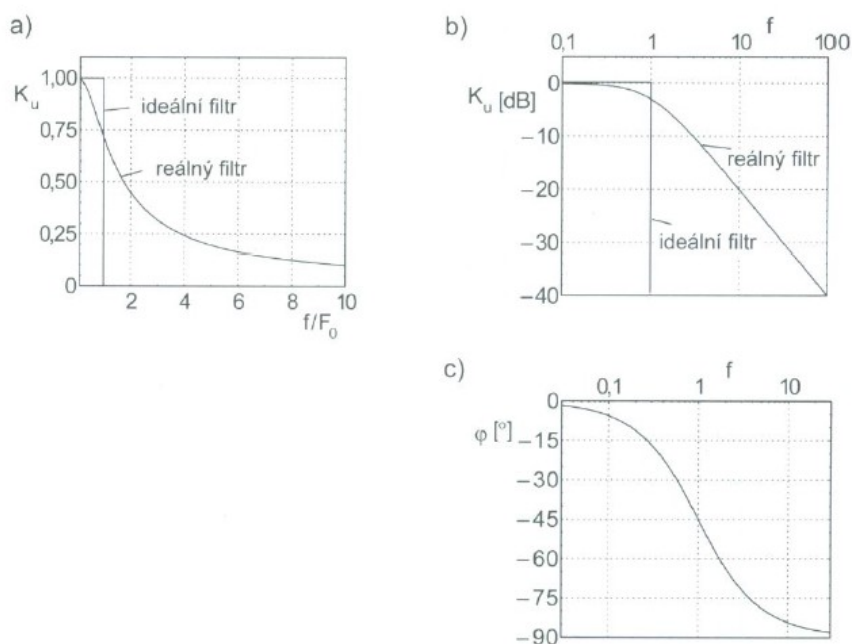 a)
K_u
1,00
0,75
0,50
0,25
0
ideální filtr
reálný filtr
2 4 6 8 10
f/F_0
b)
f
0,1 1 10 100
K_u [dB]
0
−10
−20
−30
−40
reálný filtr
ideální filtr
c)
f
0,1 1 10
φ [°]
0
−15
−30
−45
−60
−75
−90